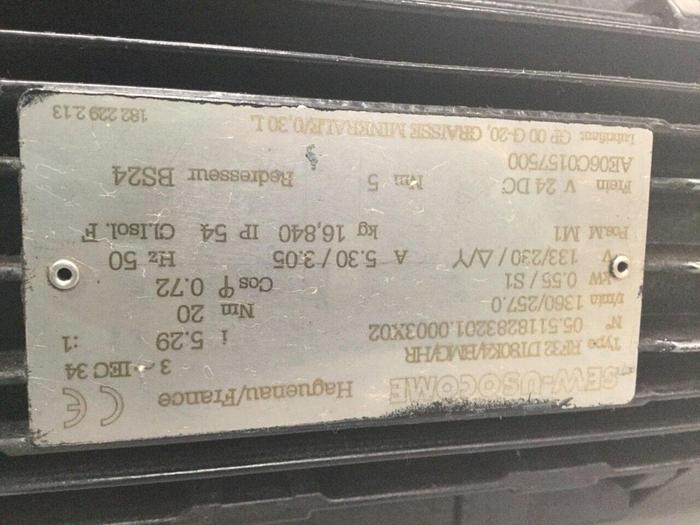 SEW-USOCOME Haguenau/France CE
Type RF32 DT80K4/BMG/HR 3~IEC 34
N° 05.5118283201.0003X02 i 5.29 :1
1/min 1360/257.0 Nm 20
kW 0.55 / S1 Cos φ 0.72
V 133/230 / Δ/Y A 5.30 / 3.05 Hz 50
Pos.M M1 kg 16,840 IP 54 Cl.Isol. F
Frein V 24 DC Nm 5 Redresseur BS24
AE06C0157500
Lubrifiant GP 00 G-20, GRAISSE MINERALE/0,30 L
182 229 2.13